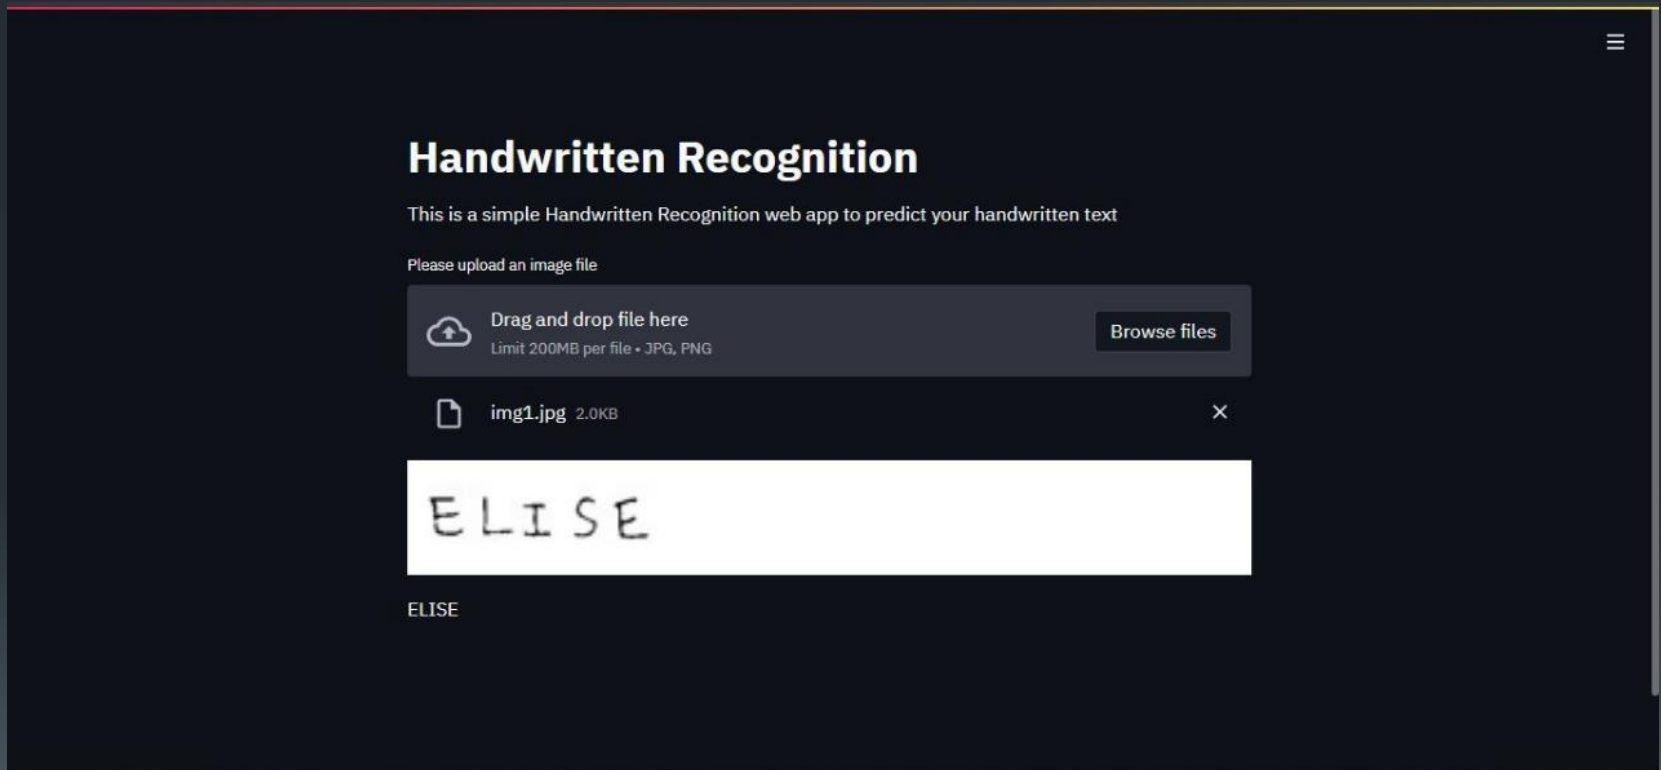 Handwritten Recognition
This is a simple Handwritten Recognition web app to predict your handwritten text
Please upload an image file
Drag and drop file here
Limit 200MB per file • JPG, PNG
Browse files
img1.jpg 2.0KB
ELISE
ELISE